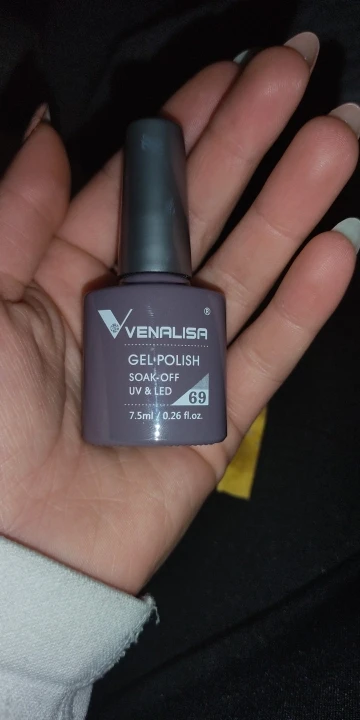 VENALISA®
GEL POLISH
SOAK-OFF
UV & LED
69
7.5ml / 0.26 fl.oz.